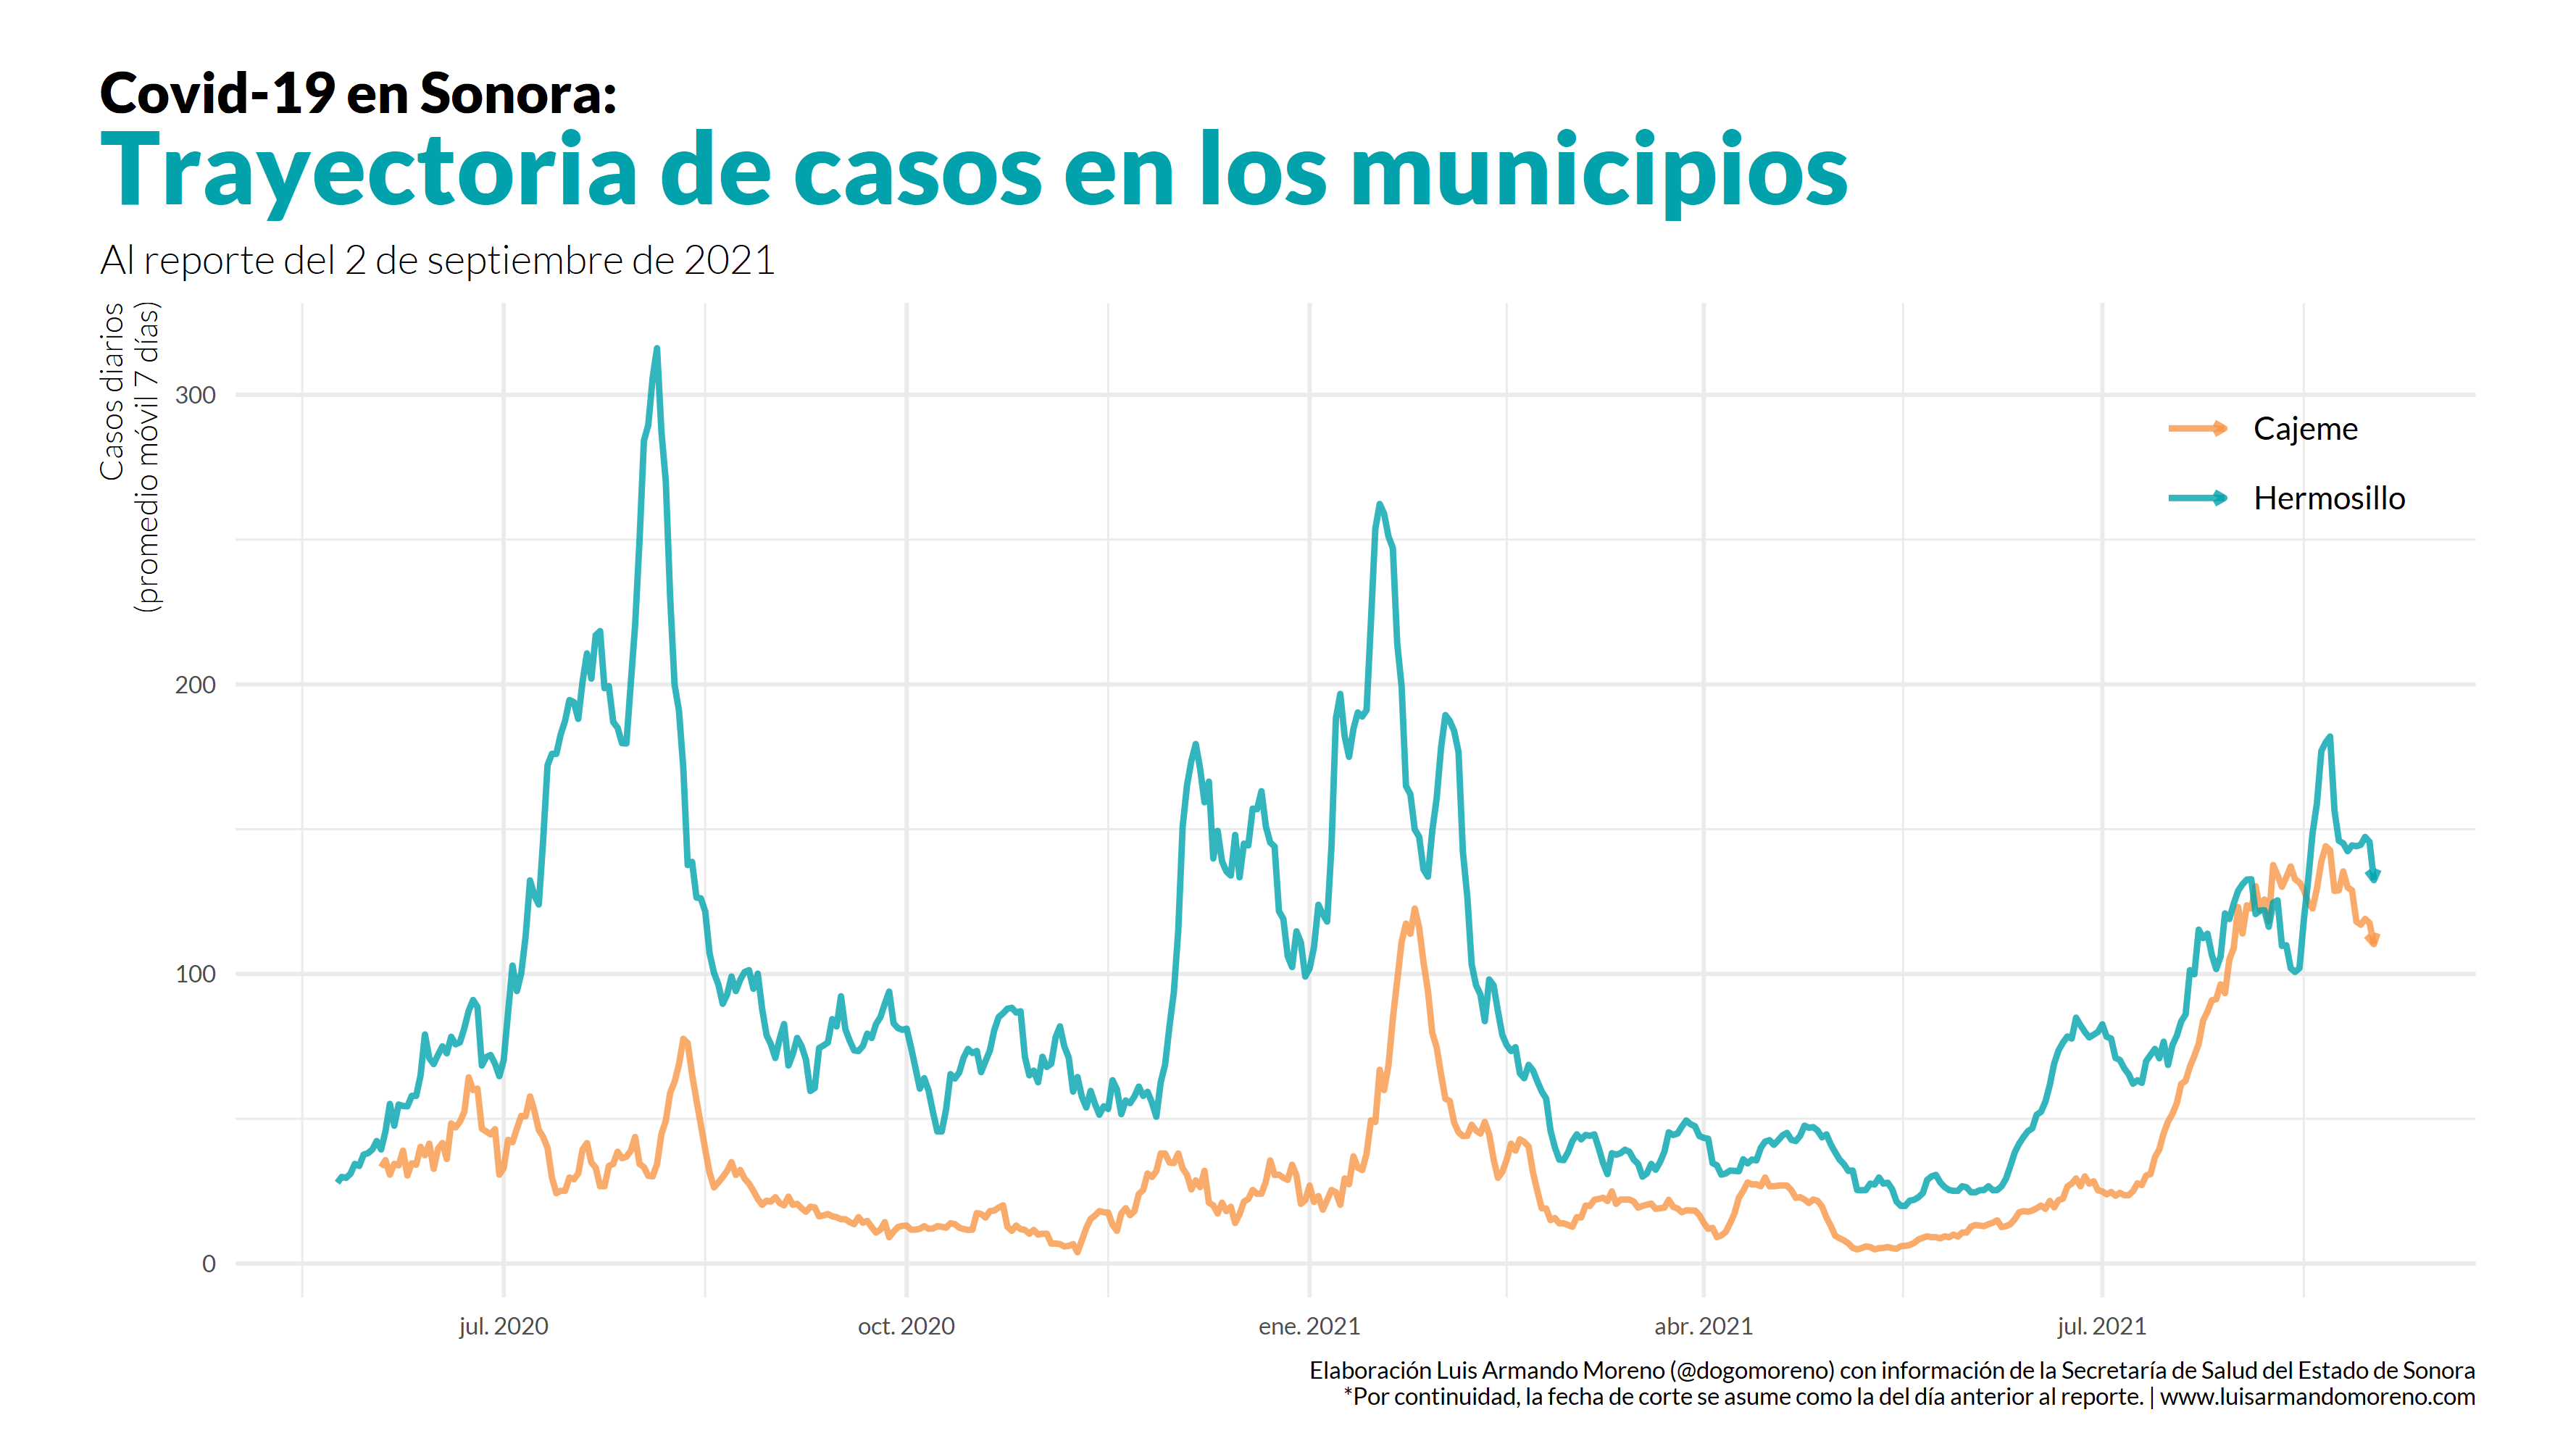 Covid-19 en Sonora:
Trayectoria de casos en los municipios
Al reporte del 2 de septiembre de 2021
Casos diarios
(promedio móvil 7 días)
300
200
100
0
Cajeme
Hermosillo
jul. 2020
oct. 2020
ene. 2021
abr. 2021
jul. 2021
Elaboración Luis Armando Moreno (@dogomoreno) con información de la Secretaría de Salud del Estado de Sonora
*Por continuidad, la fecha de corte se asume como la del día anterior al reporte. | www.luisarmandomoreno.com